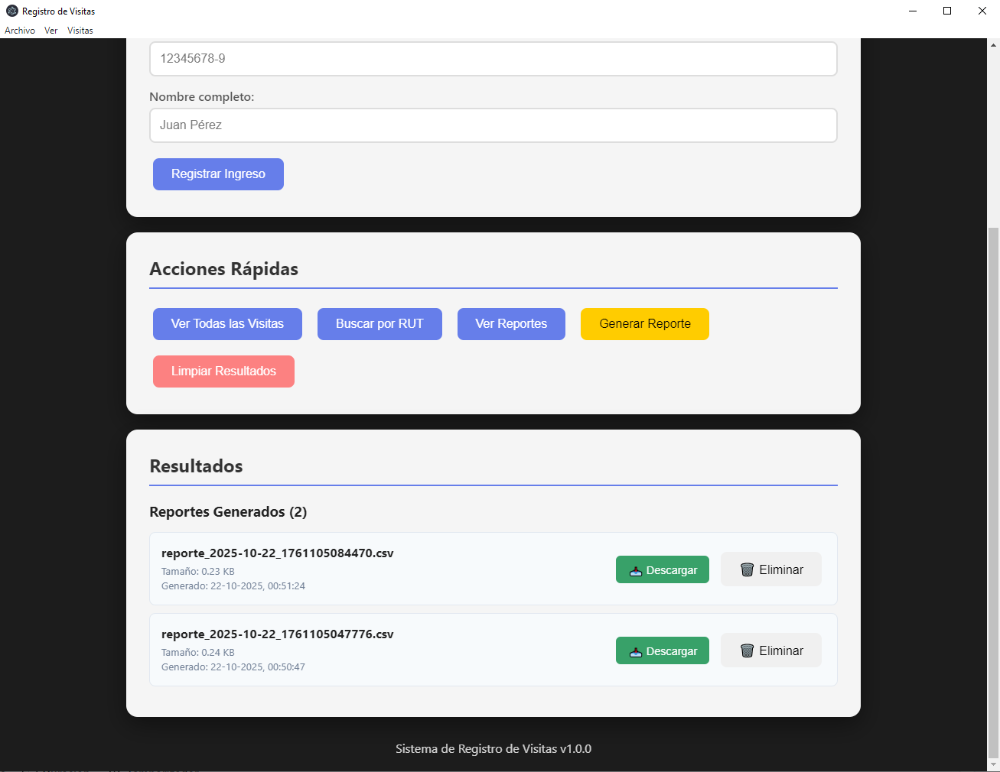 Registro de Visitas
Archivo Ver Visitas
12345678-9
Nombre completo:
Juan Pérez
Registrar Ingreso
Acciones Rápidas
Ver Todas las Visitas Buscar por RUT Ver Reportes Generar Reporte
Limpiar Resultados
Resultados
Reportes Generados (2)
reporte_2025-10-22_1761105084470.csv
Tamaño: 0.23 KB
Generado: 22-10-2025, 00:51:24
Descargar Eliminar
reporte_2025-10-22_1761105047776.csv
Tamaño: 0.24 KB
Generado: 22-10-2025, 00:50:47
Descargar Eliminar
Sistema de Registro de Visitas v1.0.0